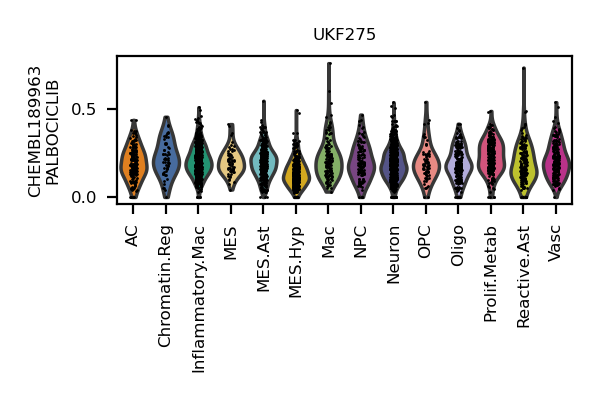 UKF275
CHEMBL189963
PALBOCICLIB
0.5
0.0
AC
Chromatin.Reg
Inflammatory.Mac
MES
MES.Ast
MES.Hyp
Mac
NPC
Neuron
OPC
Oligo
Prolif.Metab
Reactive.Ast
Vasc